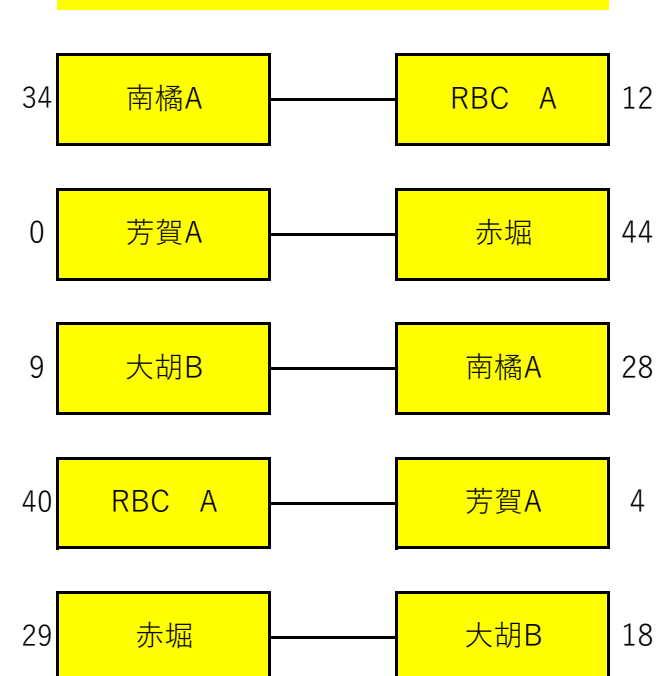 34 南橘A RBC　A 12
0 芳賀A 赤堀 44
9 大胡B 南橘A 28
40 RBC　A 芳賀A 4
29 赤堀 大胡B 18